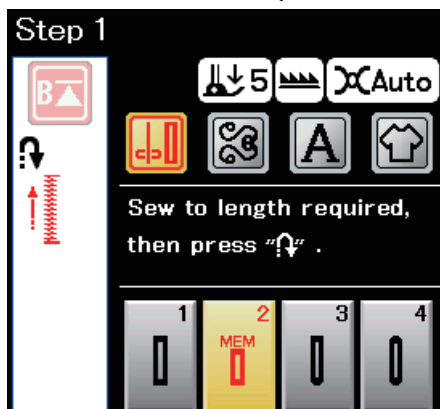 Step 1
B
5
Auto
A
Sew to length required,
then press “ ” .
1 2 3 4
MEM